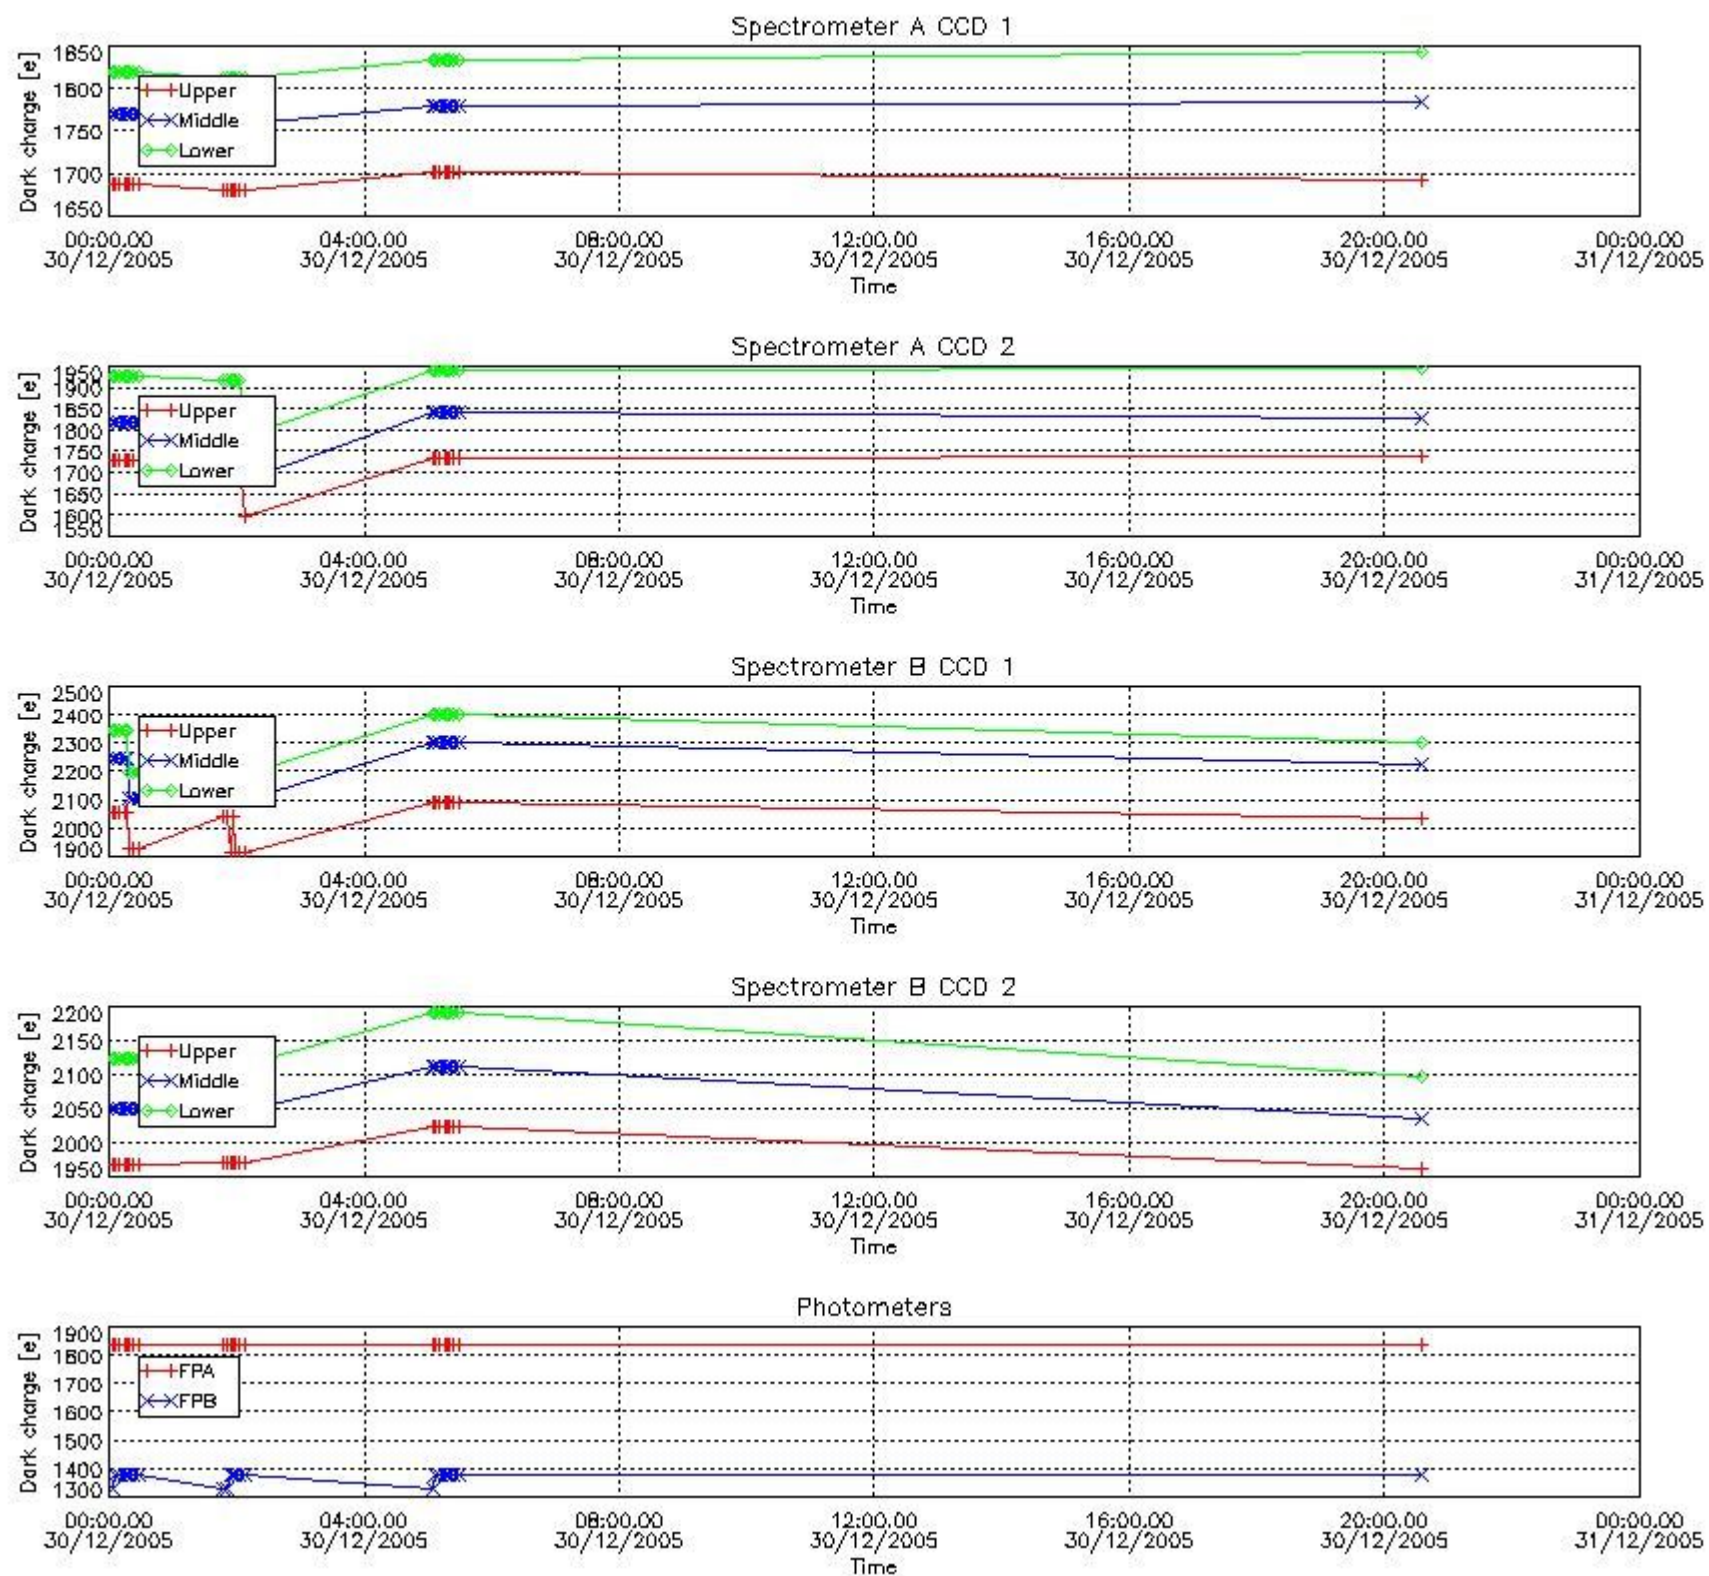 Spectrometer A CCD 1
Dark charge [e]
1850
1800
1750
1700
1650
Upper
Middle
Lower
00:00.00 04:00.00 08:00.00 12:00.00 16:00.00 20:00.00 00:00.00
30/12/2005 30/12/2005 30/12/2005 30/12/2005 30/12/2005 30/12/2005 31/12/2005
Time
Spectrometer A CCD 2
Dark charge [e]
1950
1900
1850
1800
1750
1700
1650
1600
1550
Upper
Middle
Lower
00:00.00 04:00.00 08:00.00 12:00.00 16:00.00 20:00.00 00:00.00
30/12/2005 30/12/2005 30/12/2005 30/12/2005 30/12/2005 30/12/2005 31/12/2005
Time
Spectrometer B CCD 1
Dark charge [e]
2500
2400
2300
2200
2100
2000
1900
Upper
Middle
Lower
00:00.00 04:00.00 08:00.00 12:00.00 16:00.00 20:00.00 00:00.00
30/12/2005 30/12/2005 30/12/2005 30/12/2005 30/12/2005 30/12/2005 31/12/2005
Time
Spectrometer B CCD 2
Dark charge [e]
2200
2150
2100
2050
2000
1950
Upper
Middle
Lower
00:00.00 04:00.00 08:00.00 12:00.00 16:00.00 20:00.00 00:00.00
30/12/2005 30/12/2005 30/12/2005 30/12/2005 30/12/2005 30/12/2005 31/12/2005
Time
Photometers
Dark charge [e]
1900
1800
1700
1600
1500
1400
1300
FPA
FPB
00:00.00 04:00.00 08:00.00 12:00.00 16:00.00 20:00.00 00:00.00
30/12/2005 30/12/2005 30/12/2005 30/12/2005 30/12/2005 30/12/2005 31/12/2005
Time